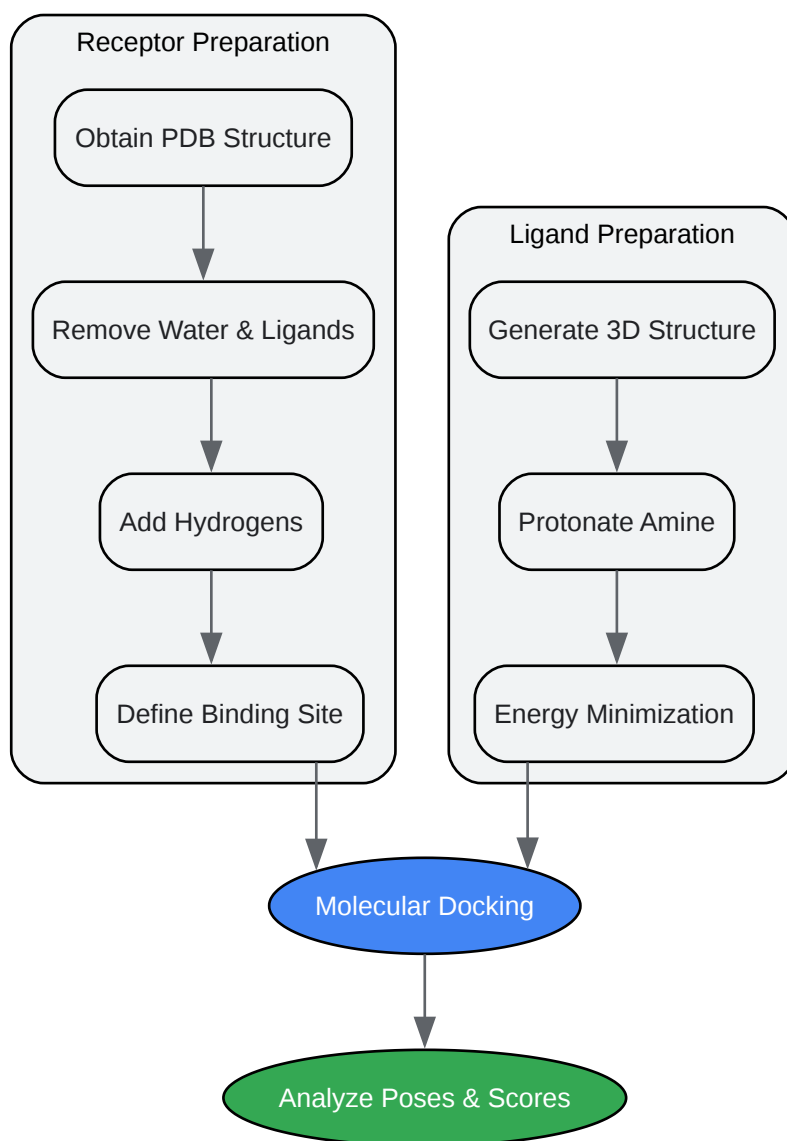 Receptor Preparation
Obtain PDB Structure
Remove Water & Ligands
Add Hydrogens
Define Binding Site
Ligand Preparation
Generate 3D Structure
Protonate Amine
Energy Minimization
Molecular Docking
Analyze Poses & Scores